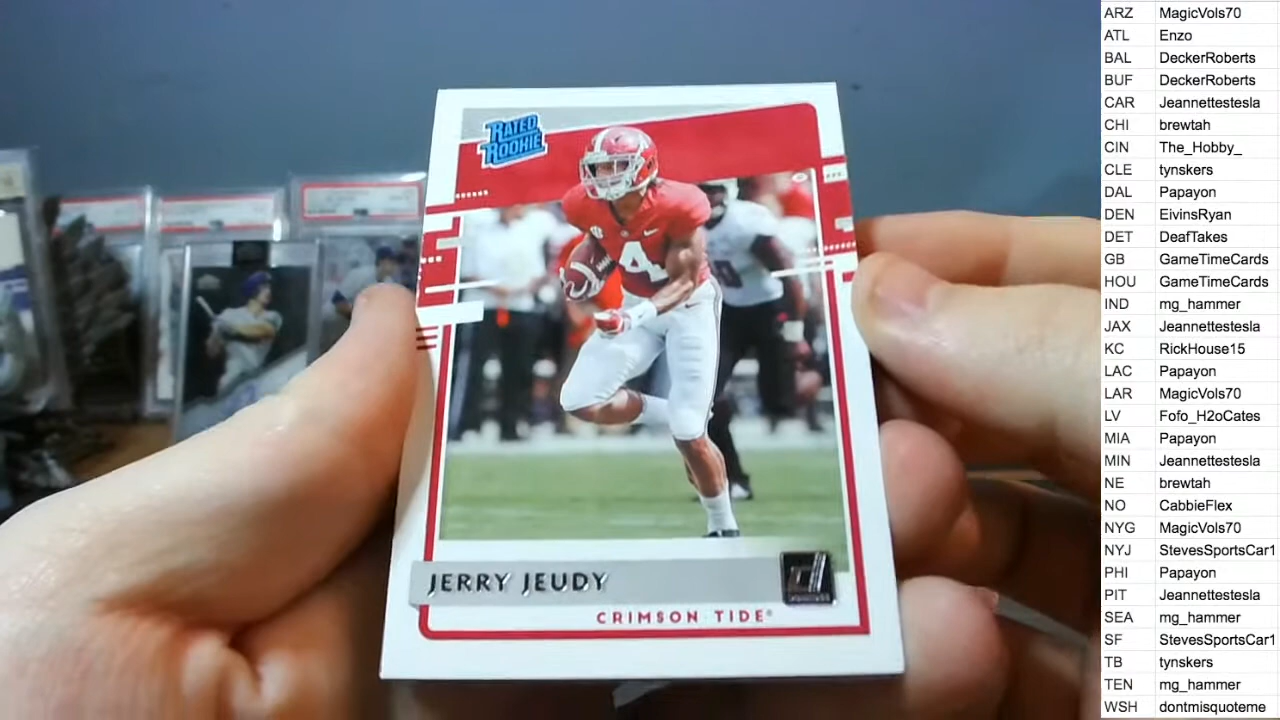 RATED
ROOKIE
4
JERRY JEUDY
CRIMSON TIDE®
ARZ MagicVols70
ATL Enzo
BAL DeckerRoberts
BUF DeckerRoberts
CAR Jeannettestesla
CHI brewtah
CIN The_Hobby_
CLE tynskers
DAL Papayon
DEN EivinsRyan
DET DeafTakes
GB GameTimeCards
HOU GameTimeCards
IND mg_hammer
JAX Jeannettestesla
KC RickHouse15
LAC Papayon
LAR MagicVols70
LV Fofo_H2oCates
MIA Papayon
MIN Jeannettestesla
NE brewtah
NO CabbieFlex
NYG MagicVols70
NYJ StevesSportsCar1
PHI Papayon
PIT Jeannettestesla
SEA mg_hammer
SF StevesSportsCar1
TB tynskers
TEN mg_hammer
WSH dontmisquoteme